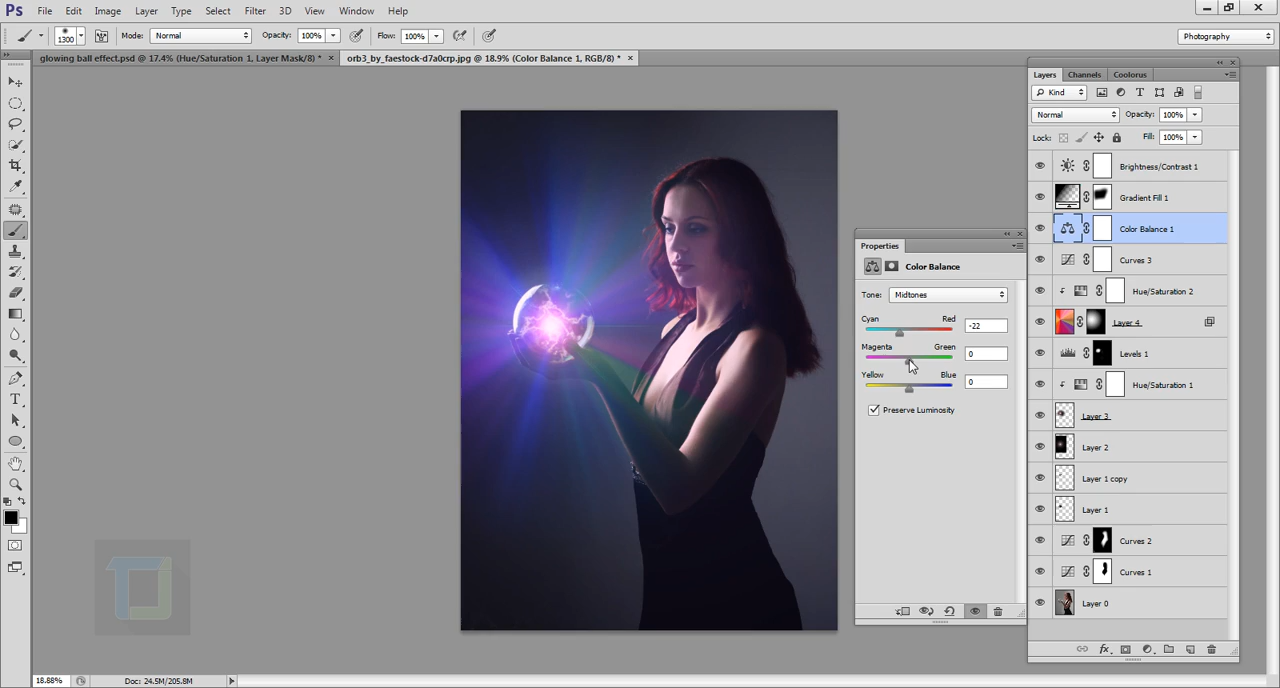 Ps File Edit Image Layer Type Select Filter 3D View Window Help
1300 Mode: Normal Opacity: 100% Flow: 100% Photography
glowing ball effect.psd @ 17.4% (Hue/Saturation 1, Layer Mask/8) * × orb3_by_faestock-d7a0crp.jpg @ 18.9% (Color Balance 1, RGB/8) * ×
Layers Channels Coolorus
Kind
Normal Opacity: 100%
Lock: Fill: 100%
Brightness/Contrast 1
Gradient Fill 1
Color Balance 1
Curves 3
Hue/Saturation 2
Layer 4
Levels 1
Hue/Saturation 1
Layer 3
Layer 2
Layer 1 copy
Layer 1
Curves 2
Curves 1
Layer 0
fx
Properties
Color Balance
Tone: Midtones
Cyan Red -22
Magenta Green 0
Yellow Blue 0
Preserve Luminosity
18.88% Doc: 24.5M/205.8M